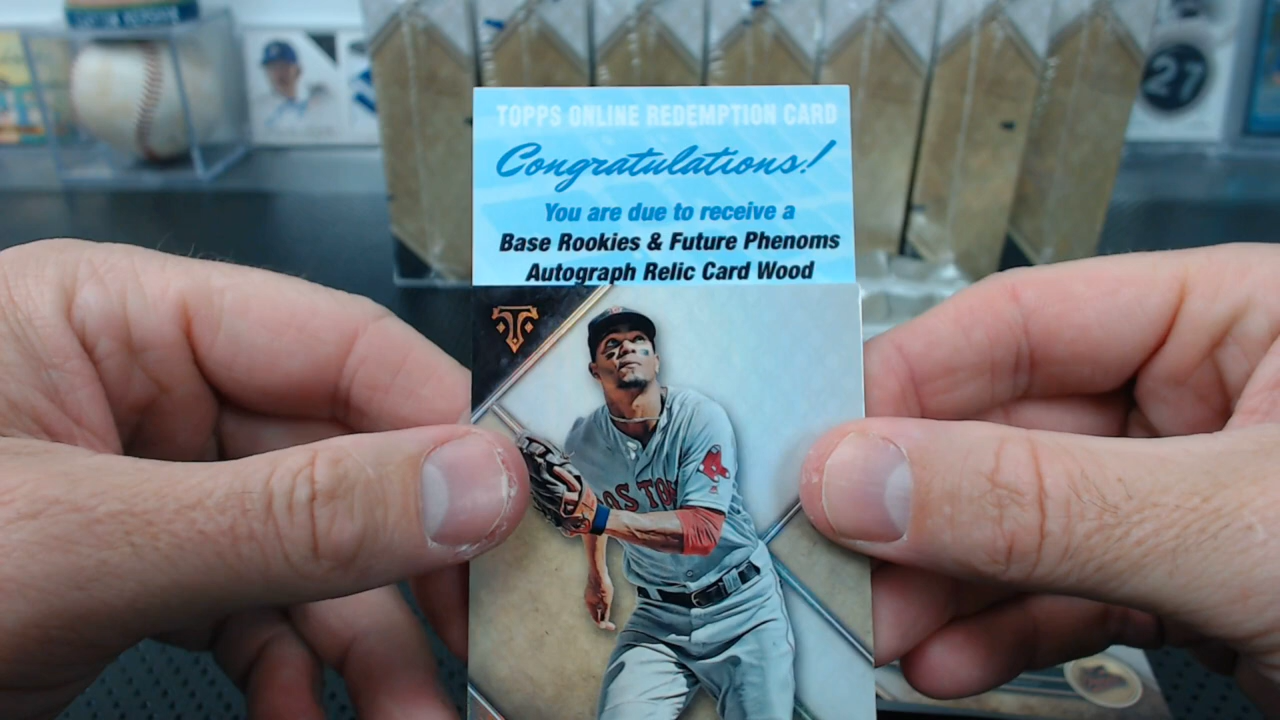 TOPPS ONLINE REDEMPTION CARD
Congratulations!
You are due to receive a
Base Rookies & Future Phenoms
Autograph Relic Card Wood
BOSTON
27